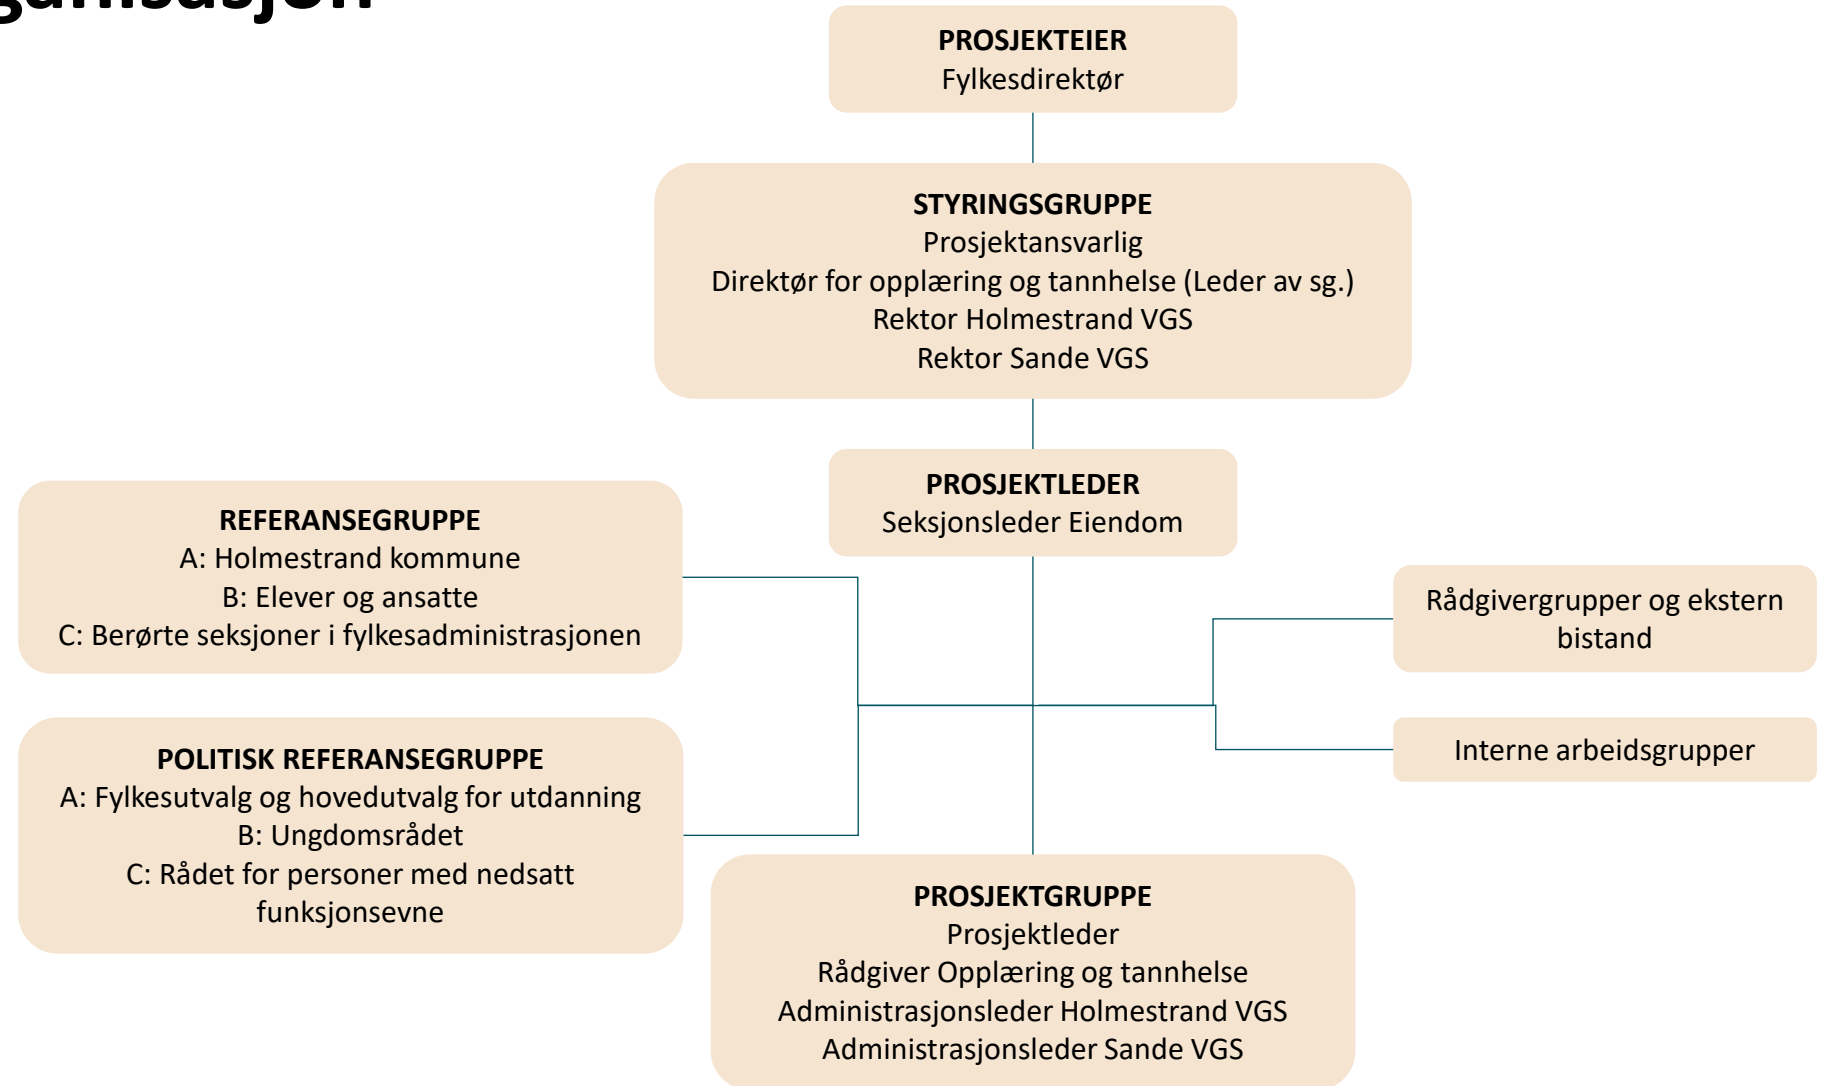 PROSJEKTEIER
Fylkesdirektør
STYRINGSGRUPPE
Prosjektansvarlig
Direktør for opplæring og tannhelse (Leder av sg.)
Rektor Holmestrand VGS
Rektor Sande VGS
PROSJEKTLEDER
Seksjonsleder Eiendom
REFERANSEGRUPPE
A: Holmestrand kommune
B: Elever og ansatte
C: Berørte seksjoner i fylkesadministrasjonen
Rådgivergrupper og ekstern
bistand
POLITISK REFERANSEGRUPPE
A: Fylkesutvalg og hovedutvalg for utdanning
B: Ungdomsrådet
C: Rådet for personer med nedsatt
funksjonsevne
Interne arbeidsgrupper
PROSJEKTGRUPPE
Prosjektleder
Rådgiver Opplæring og tannhelse
Administrasjonsleder Holmestrand VGS
Administrasjonsleder Sande VGS